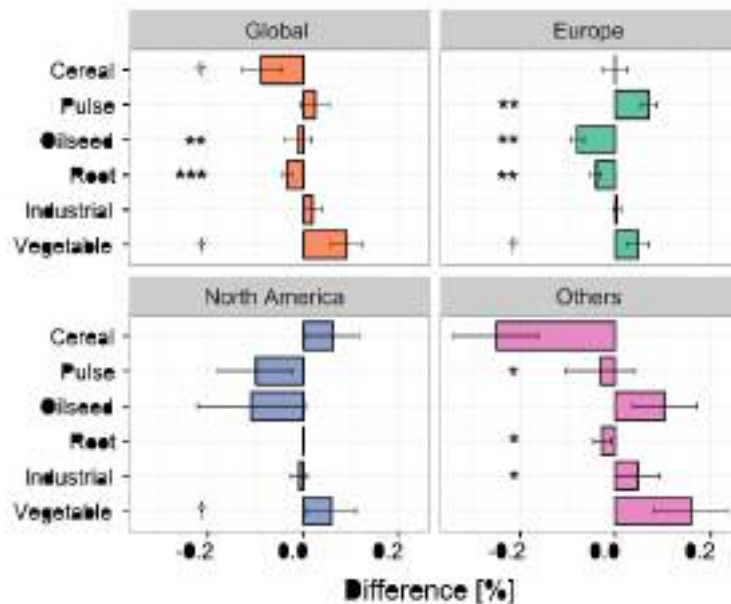 Global
Europe
Cereal †
Pulse **
Oilseed ** **
Root *** **
Industrial
Vegetable † †
North America
Others
Cereal
Pulse *
Oilseed
Root *
Industrial *
Vegetable †
-0.2 0.0 0.2 -0.2 0.0 0.2
Difference [%]